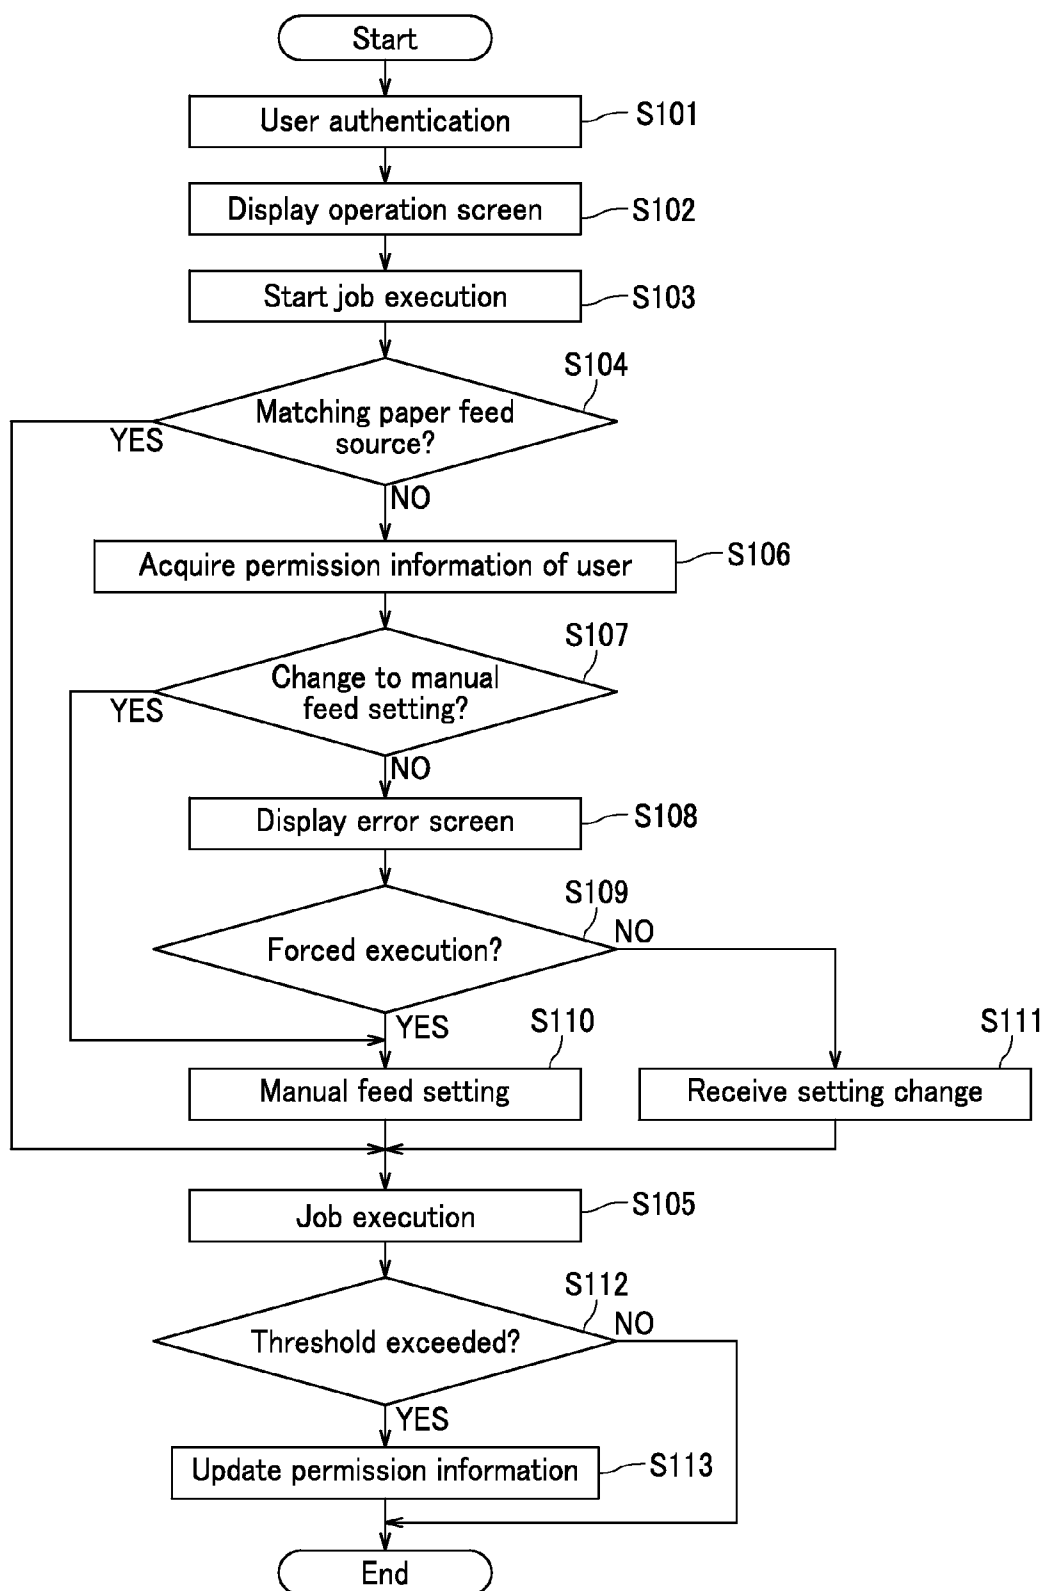 Start
User authentication
S101
Display operation screen
S102
Start job execution
S103
S104
Matching paper feed
source?
YES
NO
Acquire permission information of user
S106
S107
Change to manual
feed setting?
YES
NO
Display error screen
S108
S109
Forced execution?
NO
YES
S110
S111
Manual feed setting
Receive setting change
Job execution
S105
S112
Threshold exceeded?
NO
YES
Update permission information
S113
End